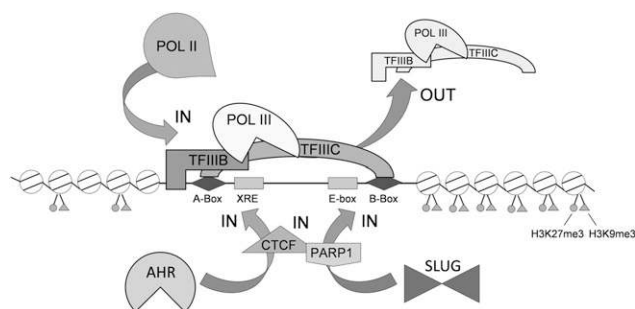 POL II
POL III
TFIIIB
TFIIIC
IN
OUT
POL III
TFIIIB
TFIIIC
A-Box
XRE
E-box
B-Box
IN
IN
IN
CTCF
PARP1
H3K27me3
H3K9me3
AHR
SLUG